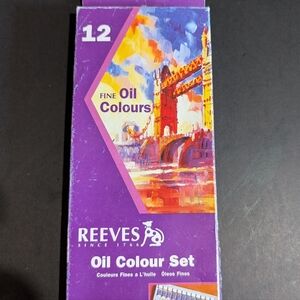 12
FINE Oil
Colours
REEVES
SINCE 1766
Oil Colour Set
Couleurs Fines a L'huile Óleos Finos